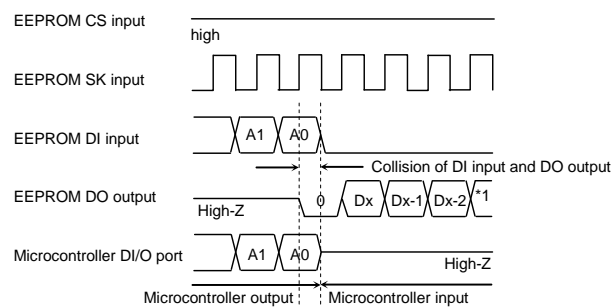 EEPROM CS input
high
EEPROM SK input
EEPROM DI input A1 A0
Collision of DI input and DO output
EEPROM DO output High-Z 0 Dx Dx-1 Dx-2 *1
Microcontroller DI/O port A1 A0 High-Z
Microcontroller output Microcontroller input